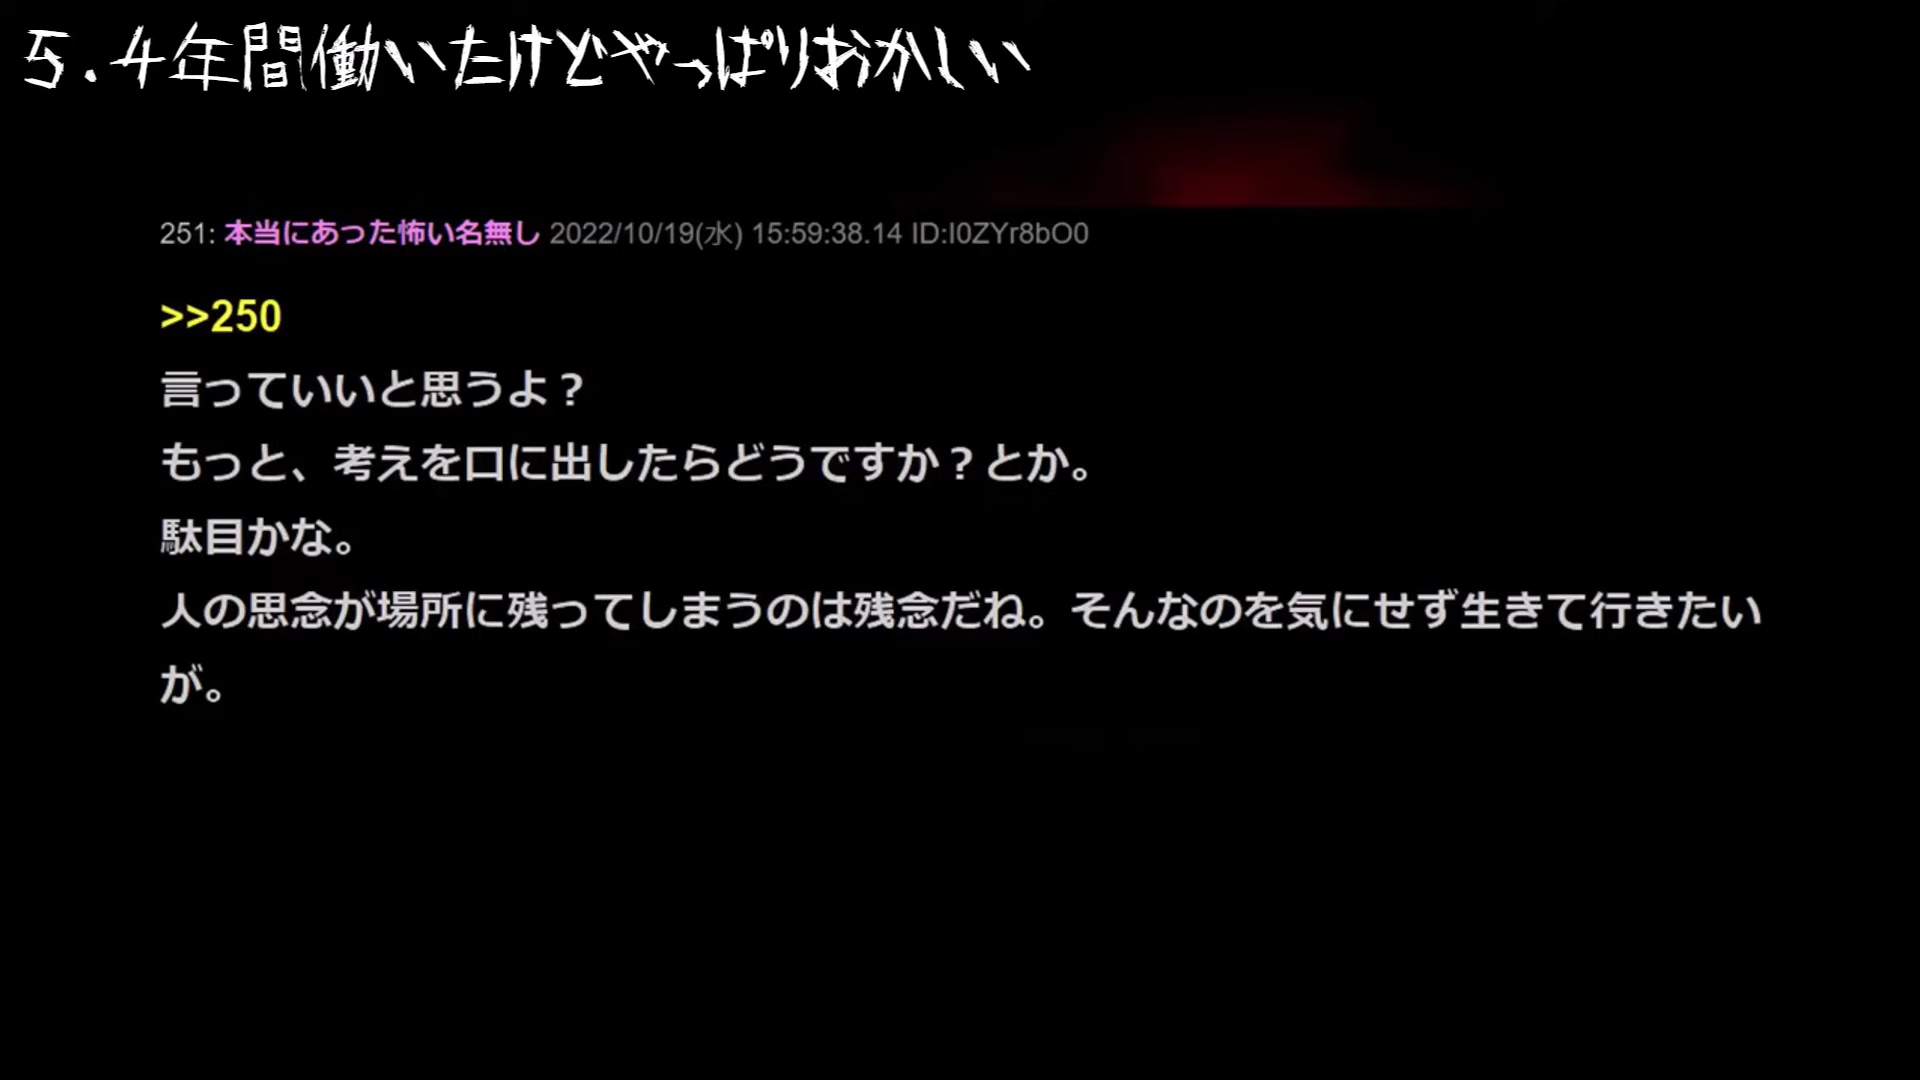 5.4年間働いたけどやっぱりおかしい
251: 本当にあった怖い名無し 2022/10/19(水) 15:59:38.14 ID:I0ZYr8bO0
>>250
言っていいと思うよ？
もっと、考えを口に出したらどうですか？とか。
駄目かな。
人の思念が場所に残ってしまうのは残念だね。そんなのを気にせず生きて行きたい
が。